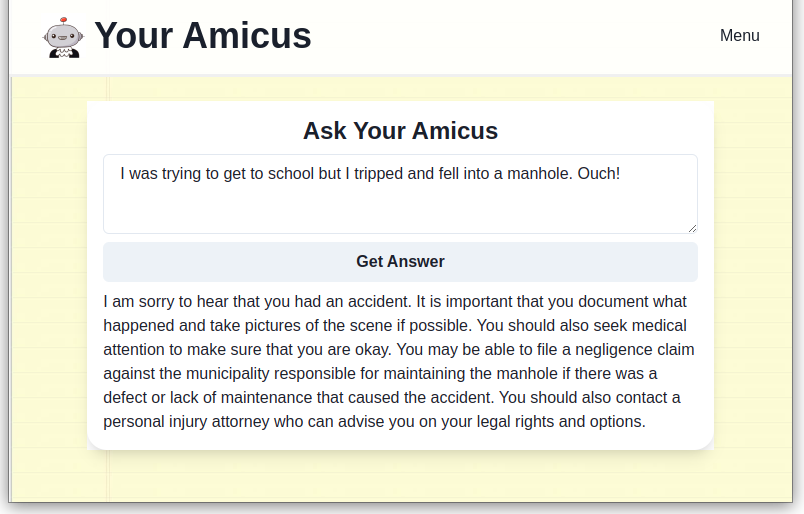 Your Amicus
Menu
Ask Your Amicus
I was trying to get to school but I tripped and fell into a manhole. Ouch!
Get Answer
I am sorry to hear that you had an accident. It is important that you document what
happened and take pictures of the scene if possible. You should also seek medical
attention to make sure that you are okay. You may be able to file a negligence claim
against the municipality responsible for maintaining the manhole if there was a
defect or lack of maintenance that caused the accident. You should also contact a
personal injury attorney who can advise you on your legal rights and options.